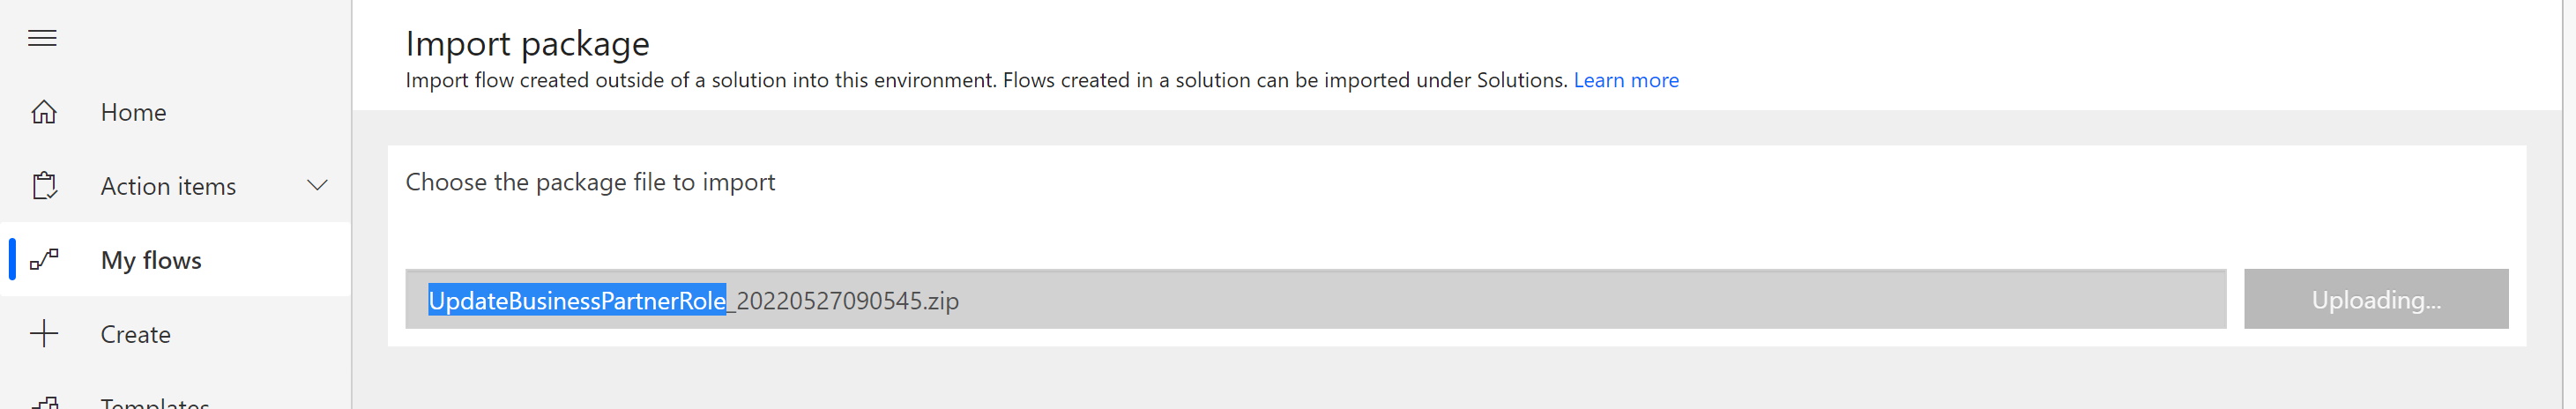 Import package
Import flow created outside of a solution into this environment. Flows created in a solution can be imported under Solutions. Learn more
Home
Action items
My flows
Create
Templates
Choose the package file to import
UpdateBusinessPartnerRole_20220527090545.zip
Uploading...